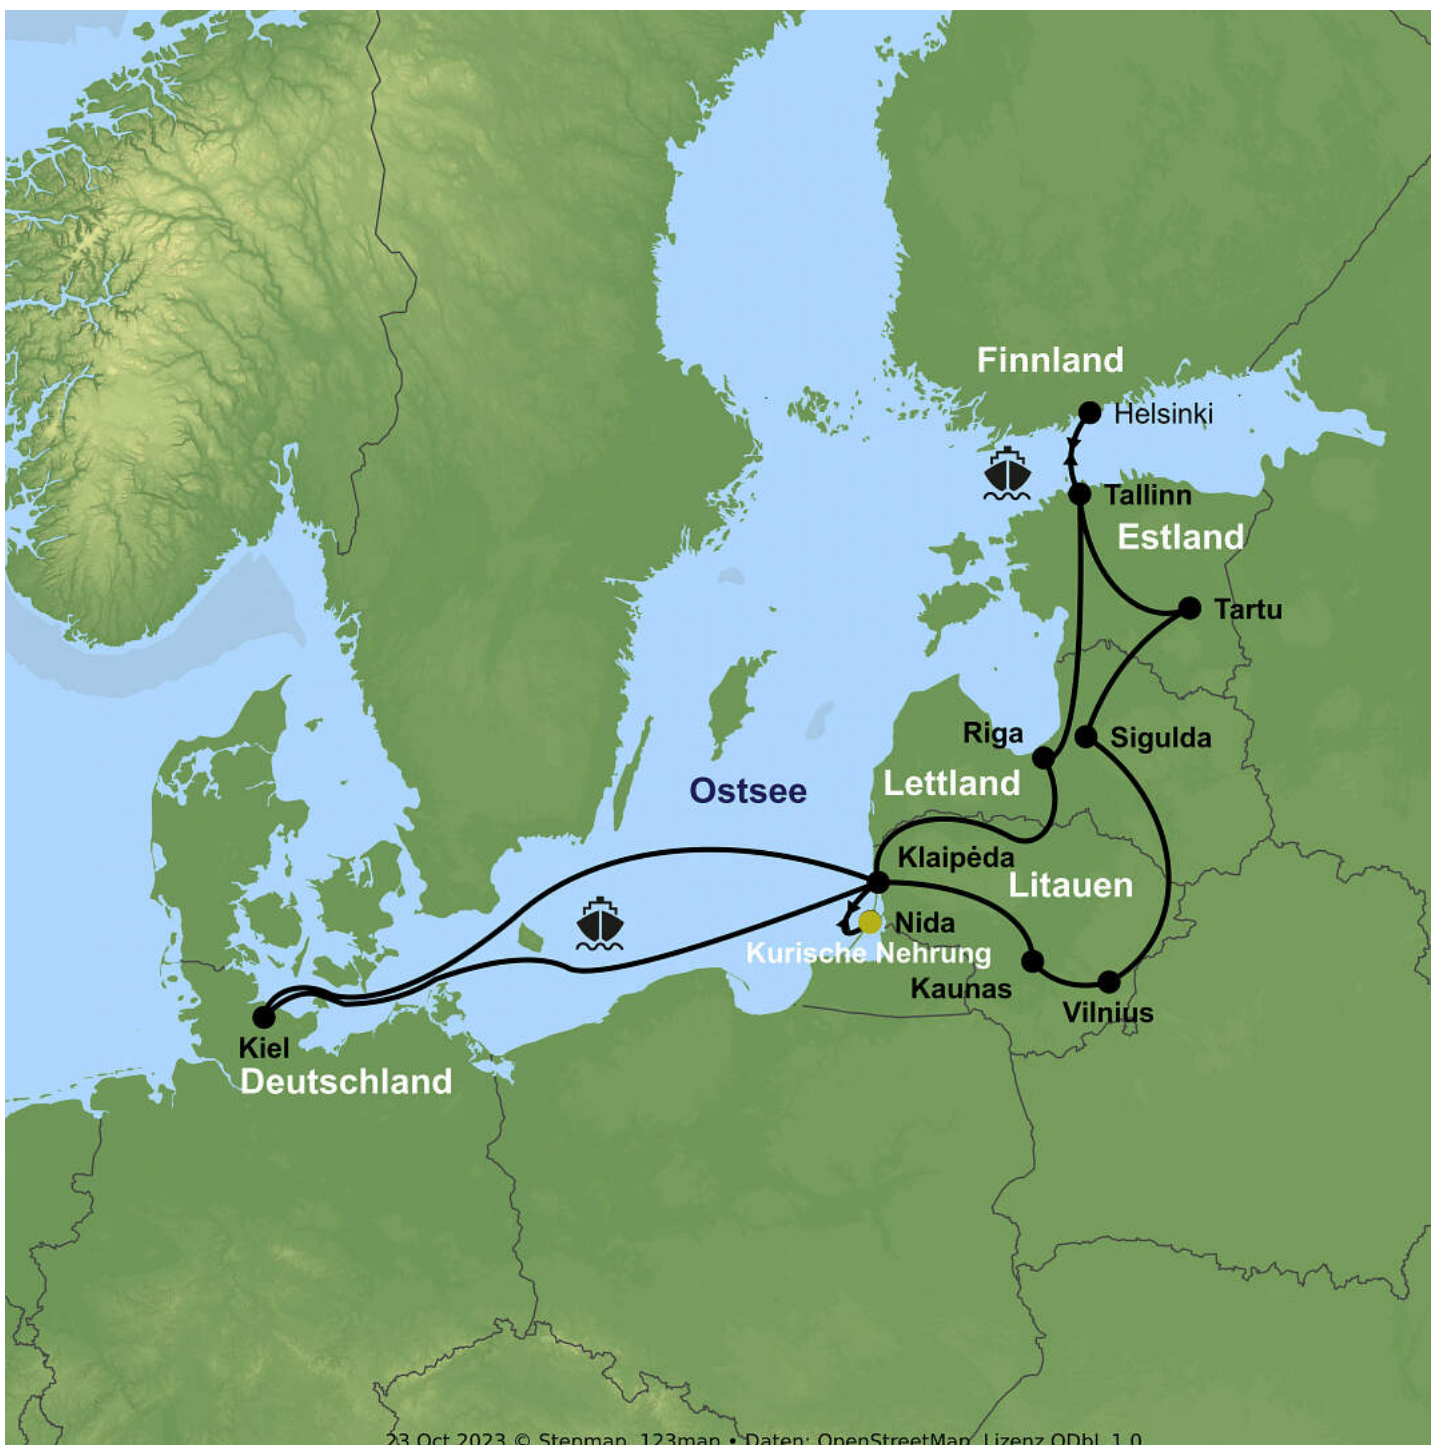 Finnland
Helsinki
Tallinn
Estland
Tartu
Riga
Sigulda
Lettland
Ostsee
Klaipėda
Litauen
Nida
Kurische Nehrung
Kaunas
Vilnius
Kiel
Deutschland
23 Oct 2023 © Stepmap, 123map • Daten: OpenStreetMap, Lizenz ODbL 1.0